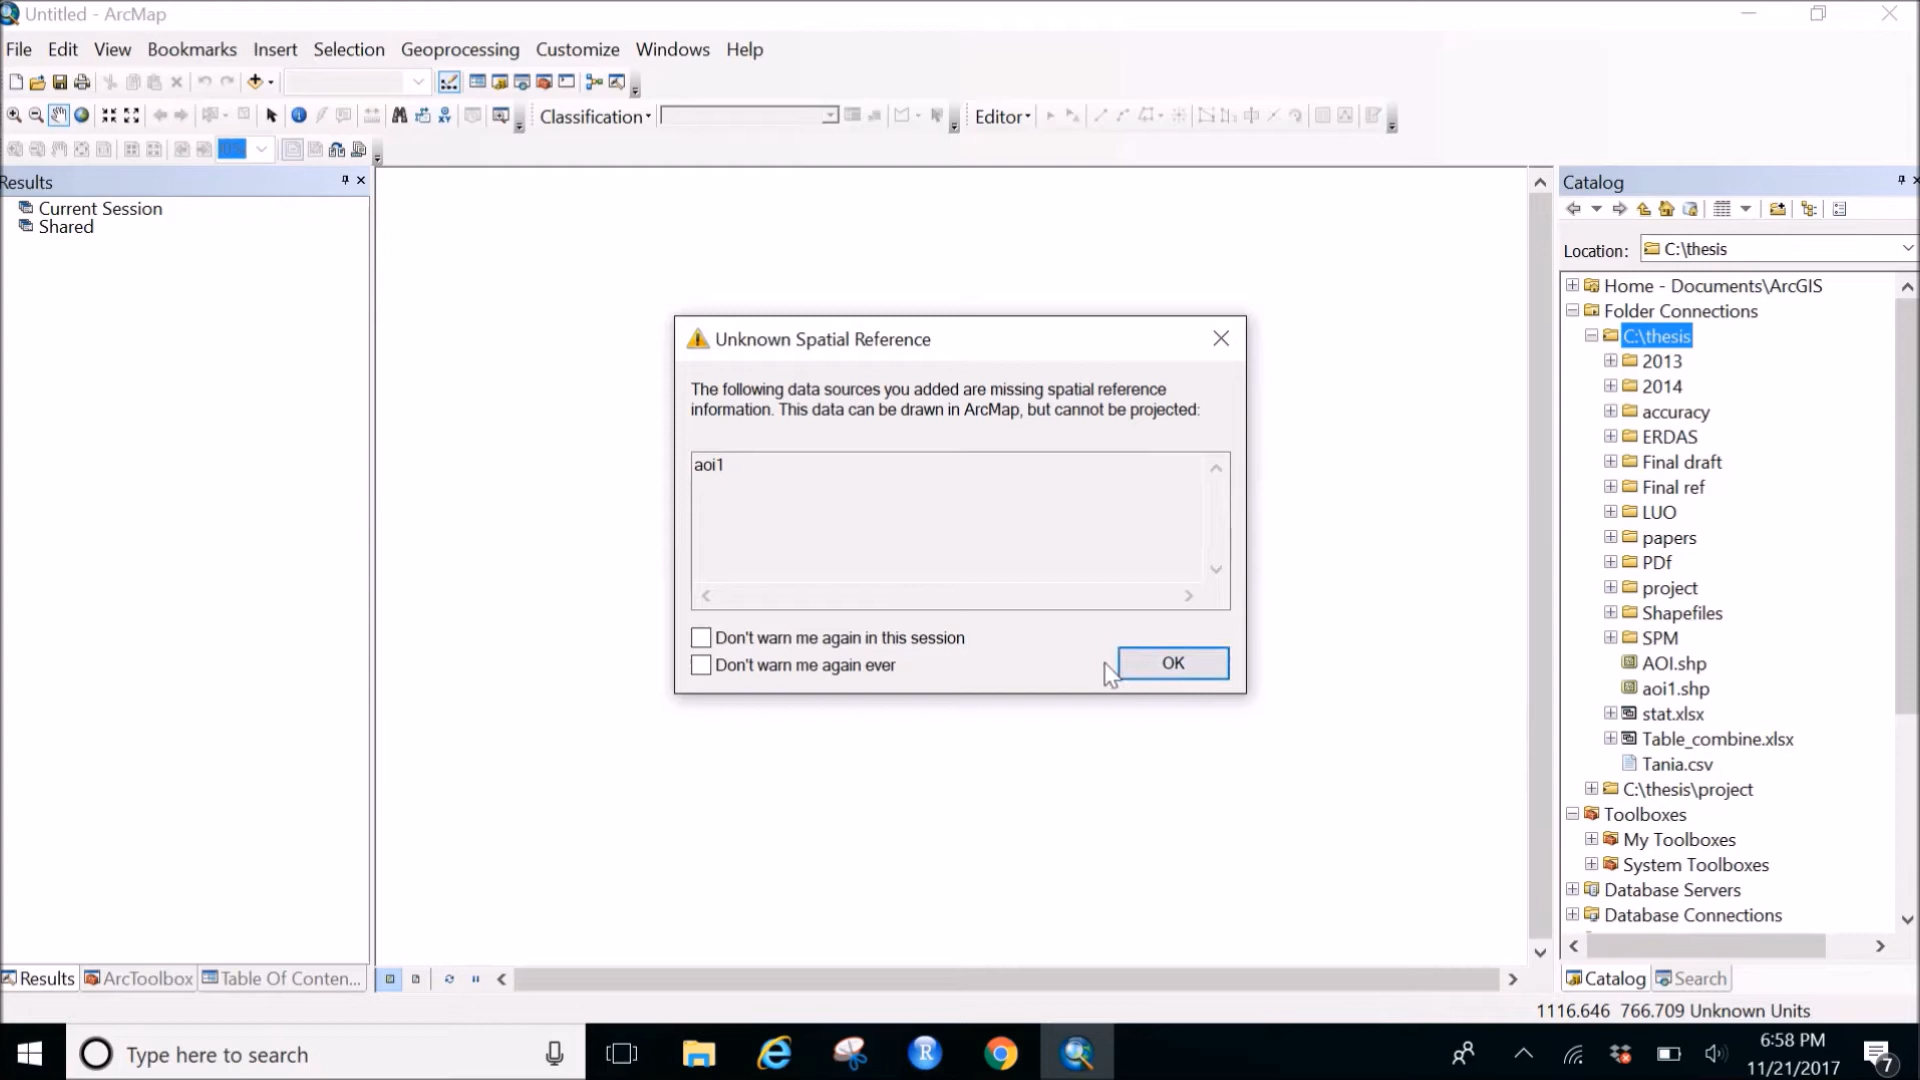 Untitled - ArcMap
File Edit View Bookmarks Insert Selection Geoprocessing Customize Windows Help
Classification Editor
Results
Current Session
Shared
Unknown Spatial Reference
The following data sources you added are missing spatial reference
information. This data can be drawn in ArcMap, but cannot be projected:
aoi1
Don't warn me again in this session
Don't warn me again ever
OK
Catalog
Location: C:\thesis
Home - Documents\ArcGIS
Folder Connections
C:\thesis
2013
2014
accuracy
ERDAS
Final draft
Final ref
LUO
papers
PDf
project
Shapefiles
SPM
AOI.shp
aoi1.shp
stat.xlsx
Table_combine.xlsx
Tania.csv
C:\thesis\project
Toolboxes
My Toolboxes
System Toolboxes
Database Servers
Database Connections
Results ArcToolbox Table Of Conten...
Catalog Search
1116.646 766.709 Unknown Units
Type here to search
6:58 PM
11/21/2017
7